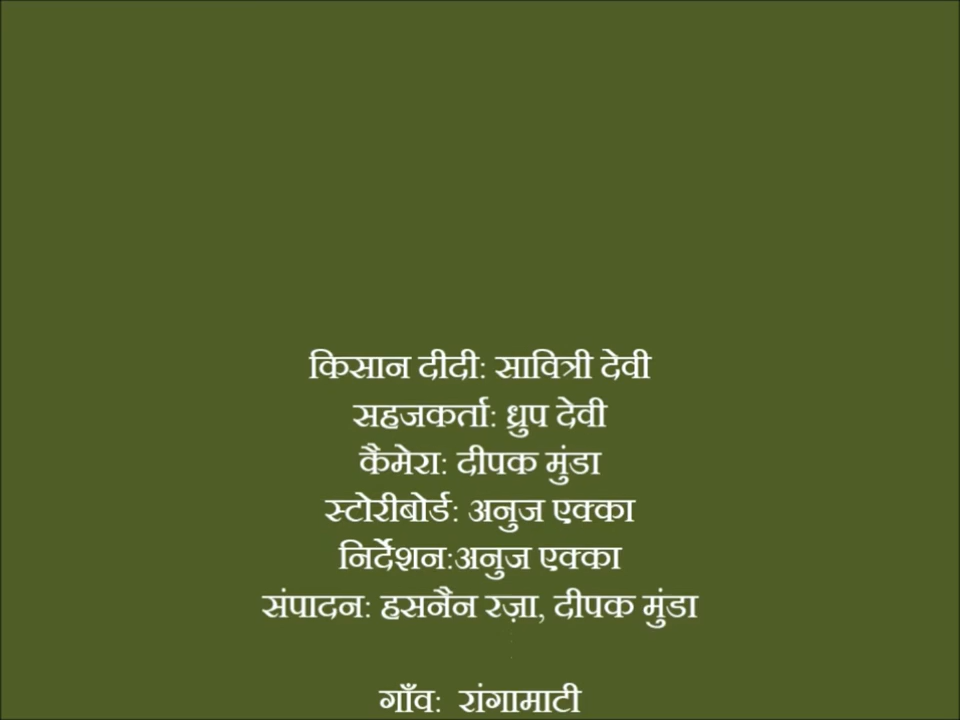 किसान दीदी: सावित्री देवी
सहजकर्ता: ध्रुप देवी
कैमेरा: दीपक मुंडा
स्टोरीबोर्ड: अनुज एक्का
निर्देशन:अनुज एक्का
संपादन: हसनैन रज़ा, दीपक मुंडा
गाँव: रांगामाटी